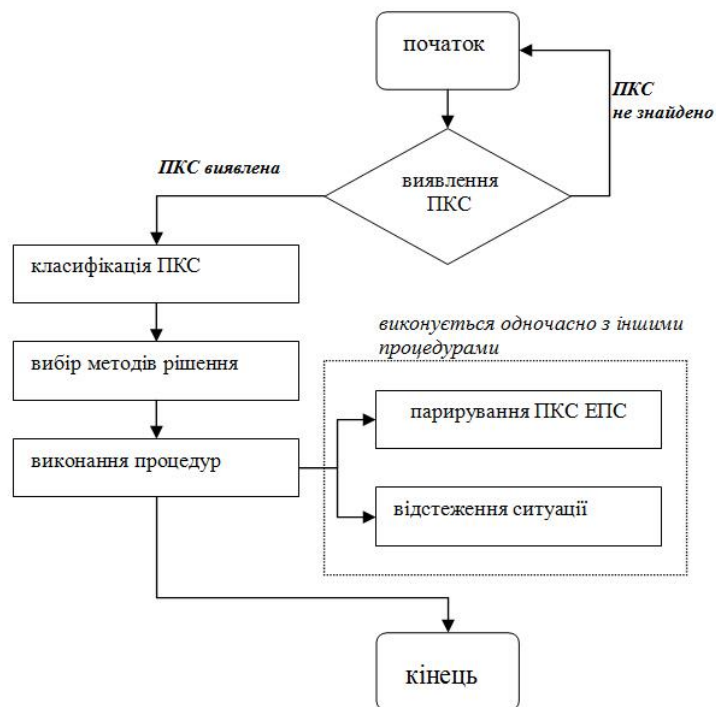 початок
ПКС
не знайдено
ПКС виявлена
виявлення
ПКС
класифікація ПКС
виконується одночасно з іншими
процедурами
вибір методів рішення
парирування ПКС ЕПС
виконання процедур
відстеження ситуації
кінець